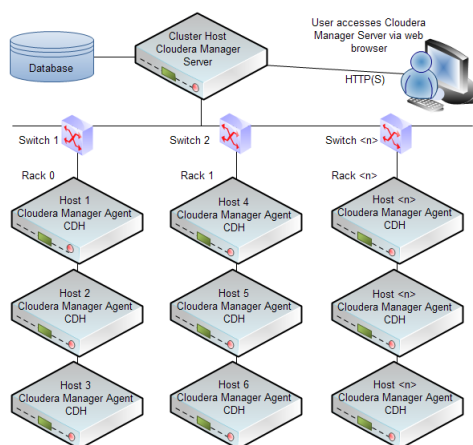 Cluster Host
Cloudera Manager
Server
User accesses Cloudera
Manager Server via web
browser
Database
HTTP(S)
Switch 1
Switch 2
Switch <n>
Rack 0
Rack 1
Rack <n>
Host 1
Cloudera Manager Agent
CDH
Host 4
Cloudera Manager Agent
CDH
Host <n>
Cloudera Manager Agent
CDH
Host 2
Cloudera Manager Agent
CDH
Host 5
Cloudera Manager Agent
CDH
Host <n>
Cloudera Manager Agent
CDH
Host 3
Cloudera Manager Agent
CDH
Host 6
Cloudera Manager Agent
CDH
Host <n>
Cloudera Manager Agent
CDH